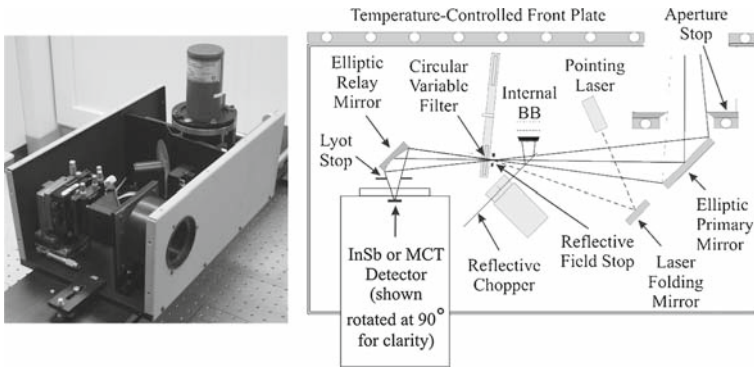 Temperature-Controlled Front Plate
Aperture
Stop
Elliptic
Relay
Mirror
Circular
Variable
Filter
Internal
BB
Pointing
Laser
Lyot
Stop
InSb or MCT
Detector
(shown
rotated at 90°
for clarity)
Reflective
Chopper
Reflective
Field Stop
Laser
Folding
Mirror
Elliptic
Primary
Mirror